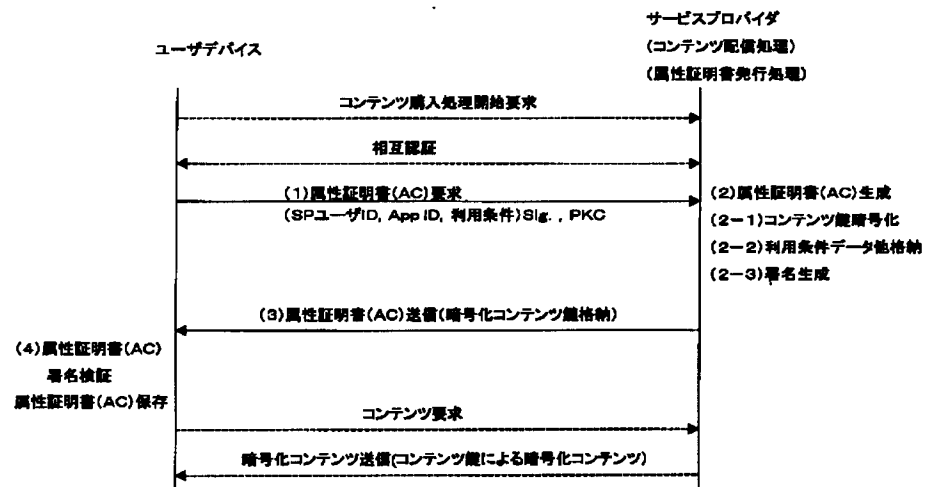 サービスプロバイダ
ユーザデバイス
(コンテンツ配信処理)
(属性証明書発行処理)
コンテンツ購入処理開始要求
相互認証
(1)属性証明書(AC)要求
(SPユーザID, App ID, 利用条件)Sig. , PKC
(2)属性証明書(AC)生成
(2-1)コンテンツ鍵暗号化
(2-2)利用条件データ他格納
(2-3)署名生成
(3)属性証明書(AC)送信(暗号化コンテンツ鍵格納)
(4)属性証明書(AC)
署名検証
属性証明書(AC)保存
コンテンツ要求
暗号化コンテンツ送信(コンテンツ鍵による暗号化コンテンツ)